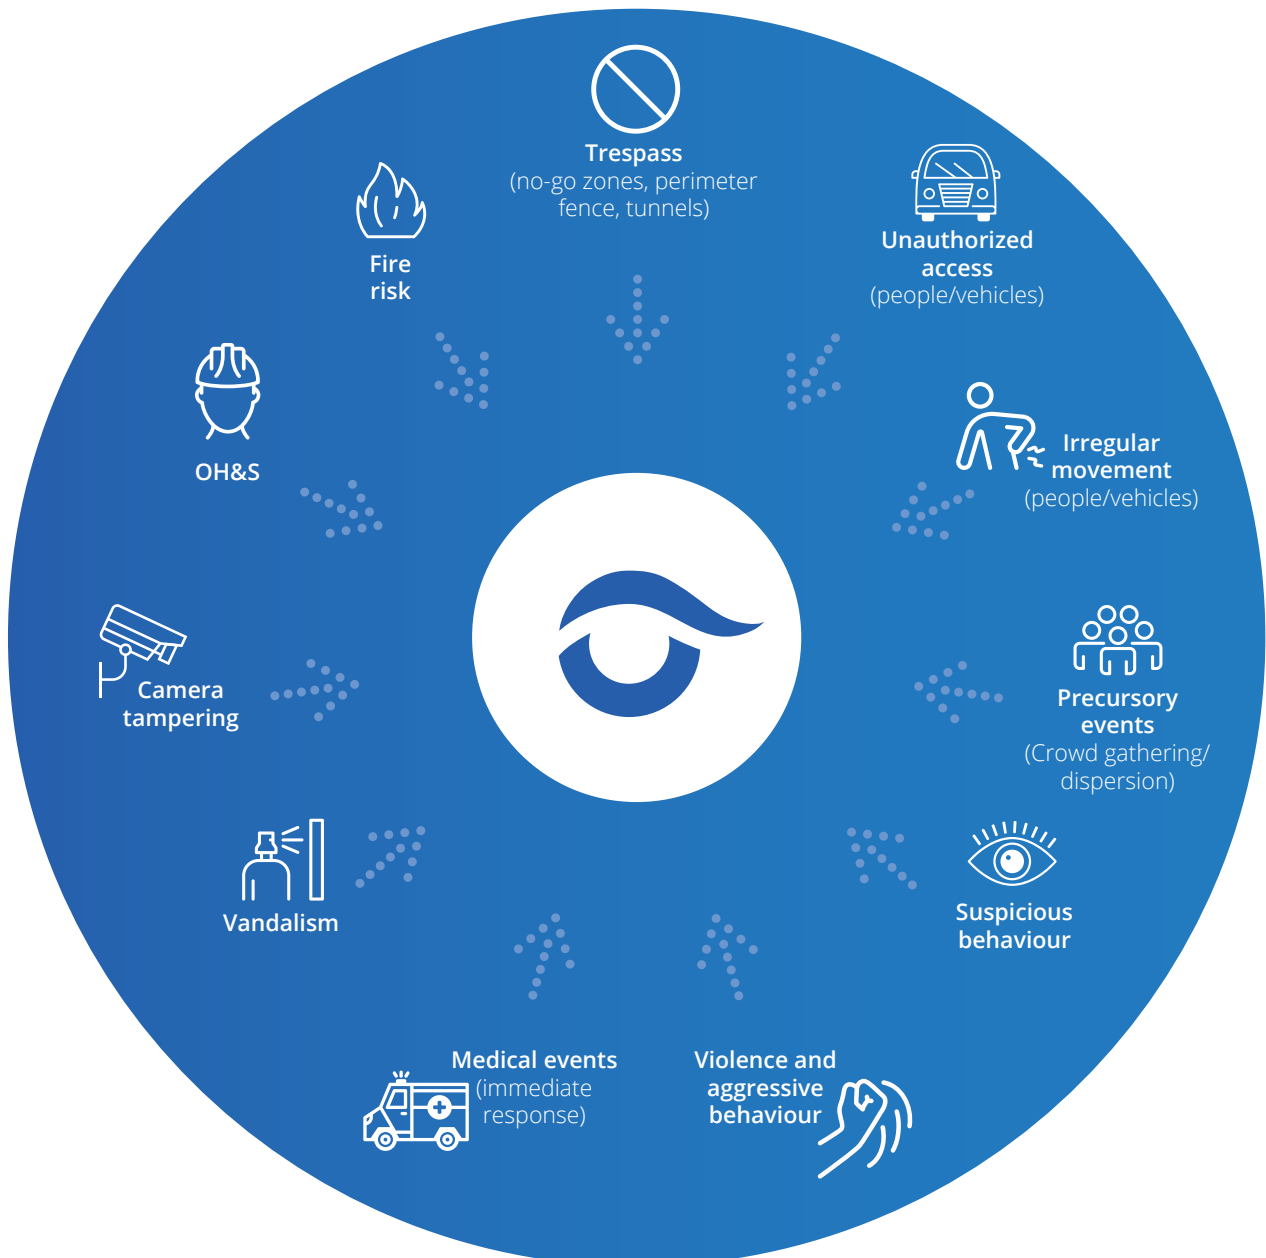 Trespass
(no-go zones, perimeter
fence, tunnels)
Unauthorized
access
(people/vehicles)
Irregular
movement
(people/vehicles)
Precursory
events
(Crowd gathering/
dispersion)
Suspicious
behaviour
Violence and
aggressive
behaviour
Medical events
(immediate
response)
Vandalism
Camera
tampering
OH&S
Fire
risk